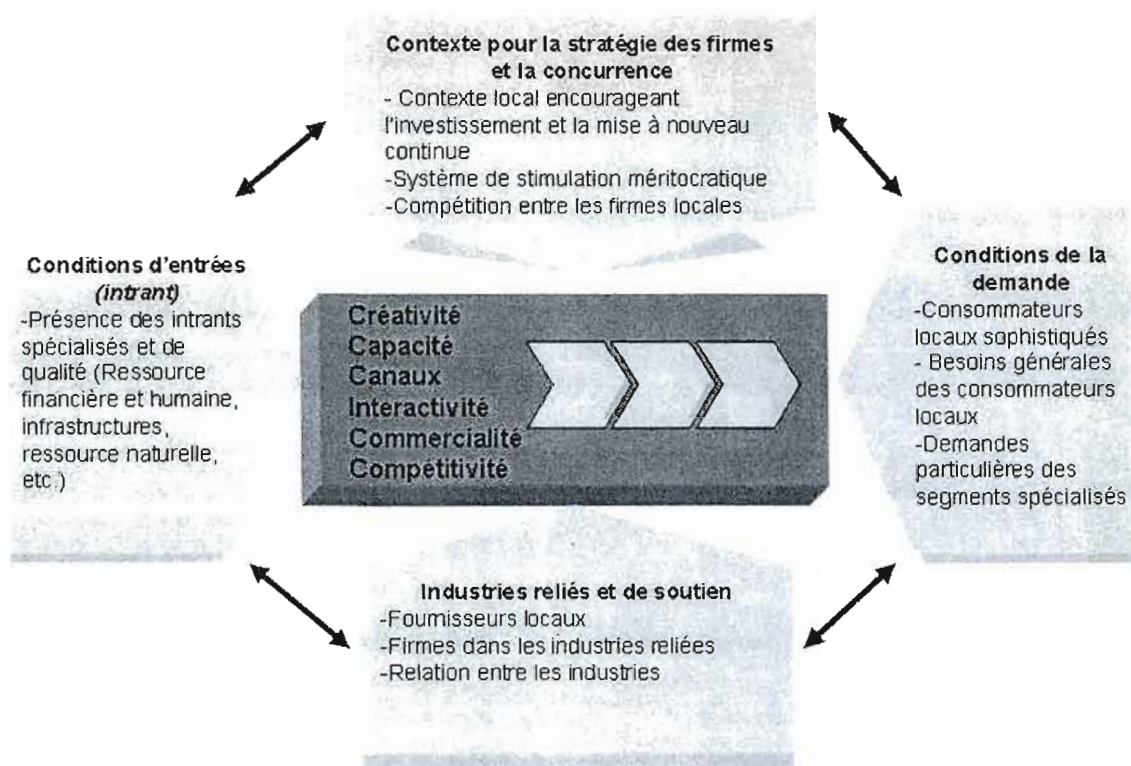 Contexte pour la stratégie des firmes
et la concurrence
- Contexte local encourageant
l'investissement et la mise à nouveau
continue
-Système de stimulation méritocratique
-Compétition entre les firmes locales
Conditions d'entrées
(intrant)
-Présence des intrants
spécialisés et de
qualité (Ressource
financière et humaine,
infrastructures,
ressource naturelle,
etc.)
Créativité
Capacité
Canaux
Interactivité
Commercialité
Compétitivité
Conditions de la
demande
-Consommateurs
locaux sophistiqués
- Besoins générales
des consommateurs
locaux
-Demandes
particulières des
segments spécialisés
Industries reliés et de soutien
-Fournisseurs locaux
-Firmes dans les industries reliées
-Relation entre les industries